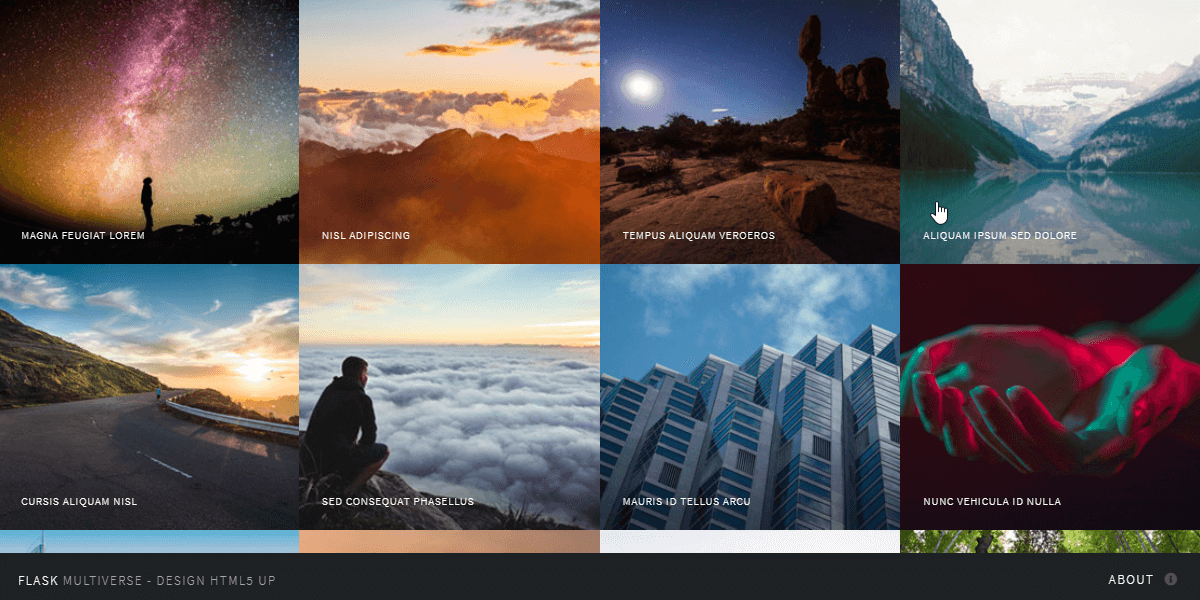 MAGNA FEUGIAT LOREM
NISL ADIPISCING
TEMPUS ALIQUAM VEROEROS
ALIQUAM IPSUM SED DOLORE
CURSIS ALIQUAM NISL
SED CONSEQUAT PHASELLUS
MAURIS ID TELLUS ARCU
NUNC VEHICULA ID NULLA
FLASK MULTIVERSE - DESIGN HTML5 UP
ABOUT